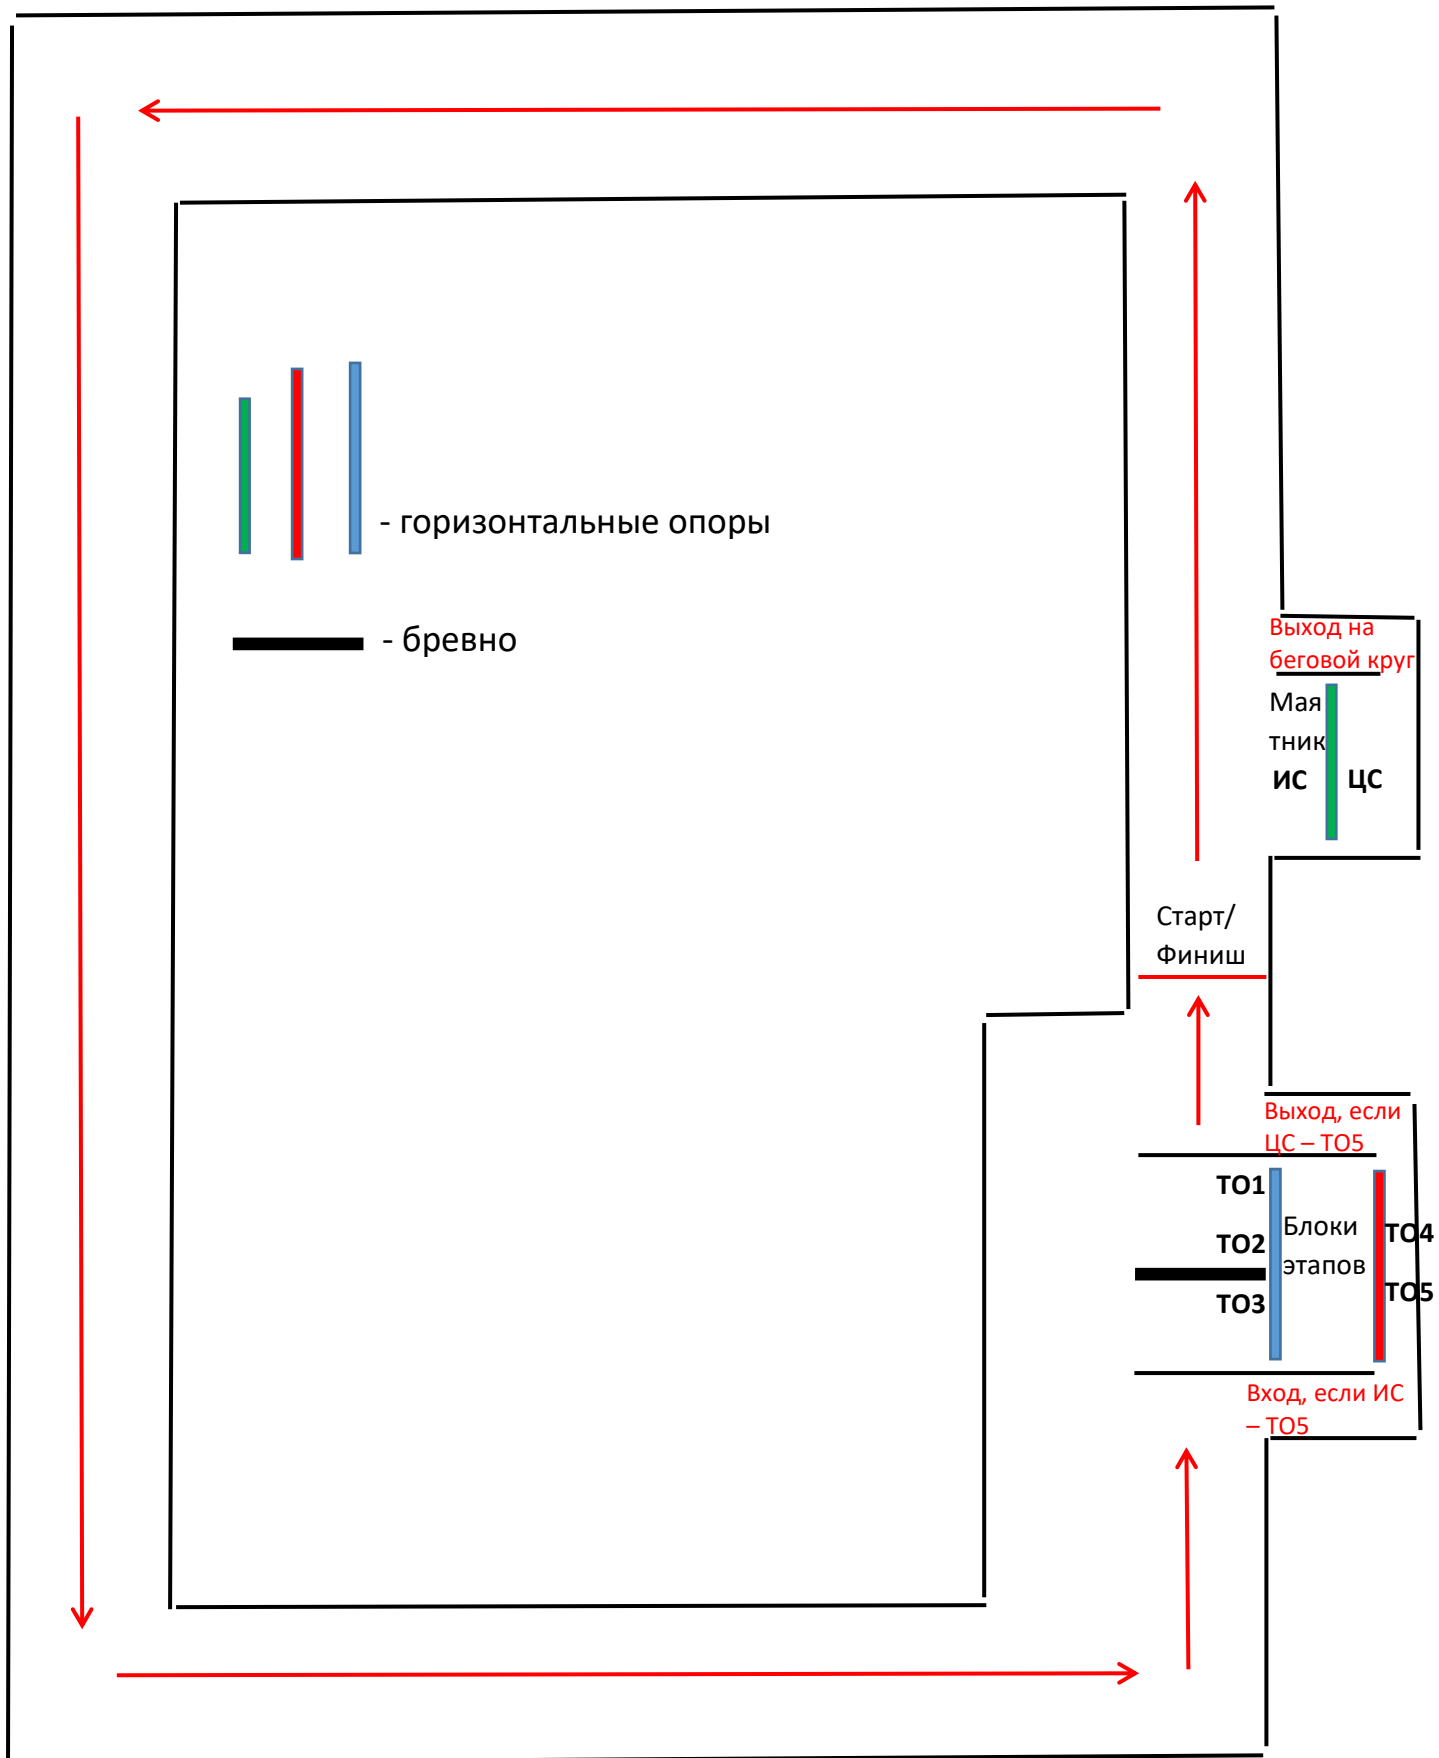 - горизонтальные опоры
- бревно
Выход на
беговой круг
Мая
тник
ИС ЦС
Старт/
Финиш
Выход, если
ЦС – ТО5
ТО1
Блоки
ТО4
ТО2
этапов
ТО3
ТО5
Вход, если ИС
– ТО5